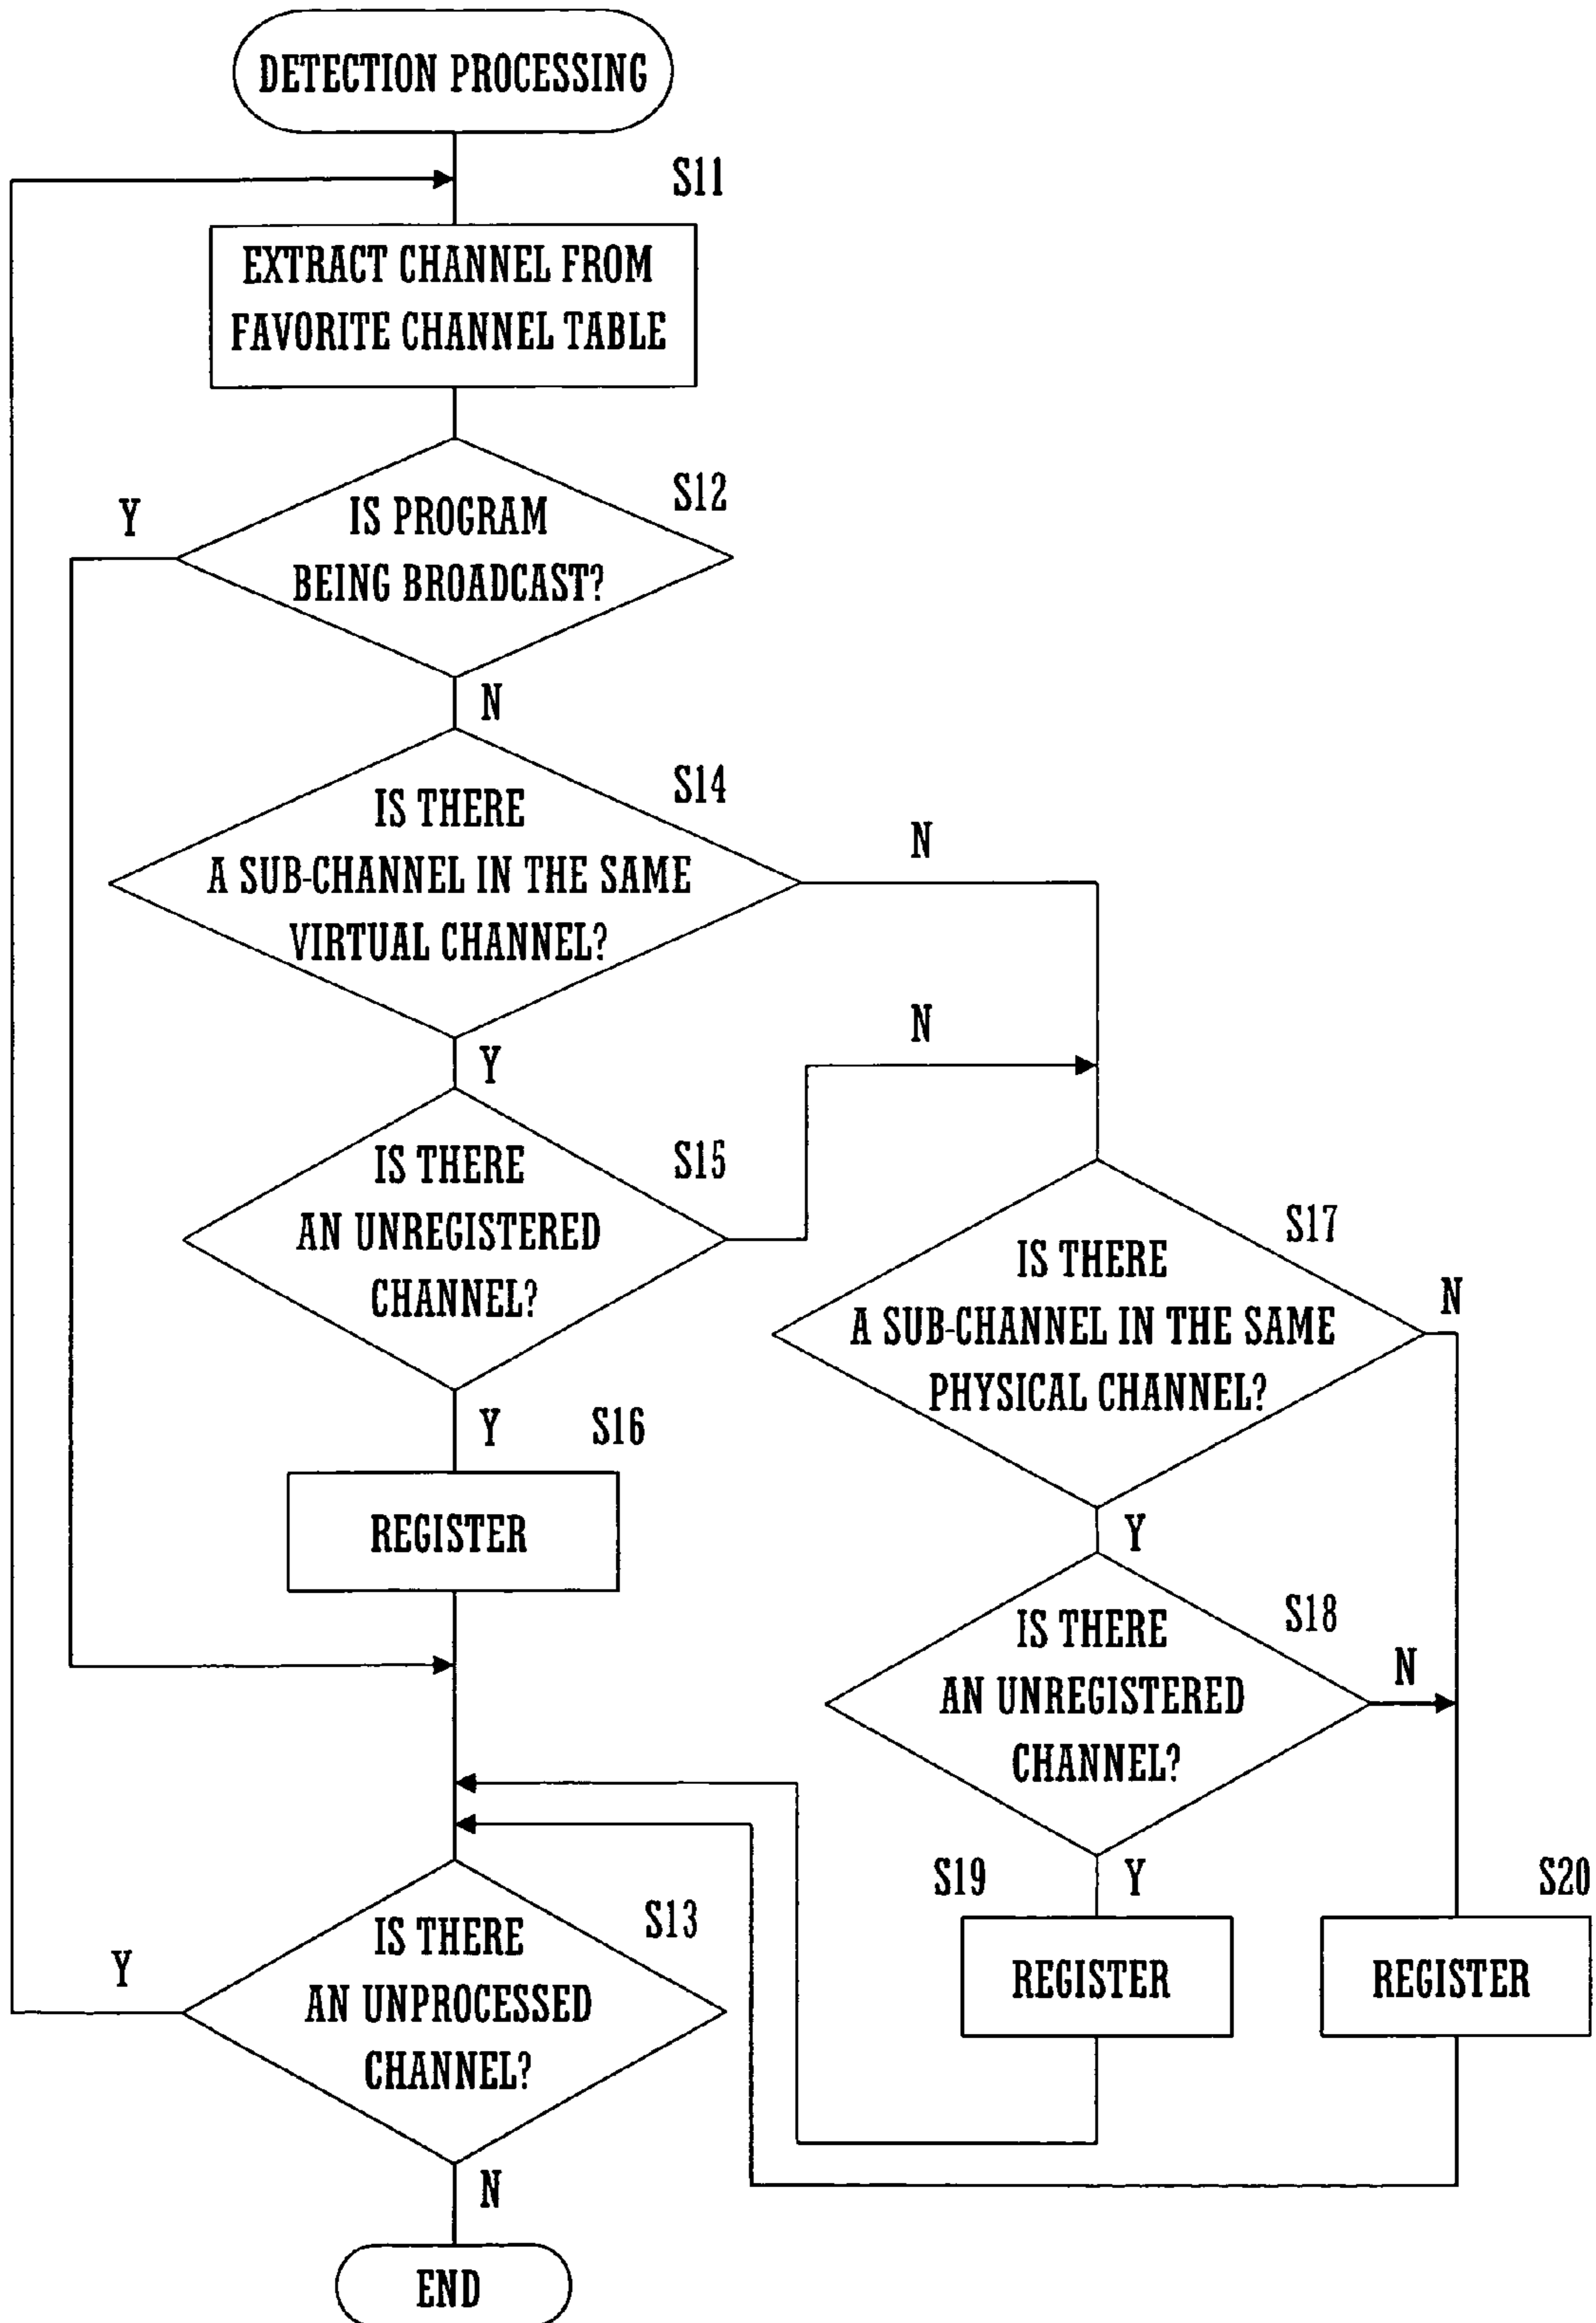 DETECTION PROCESSING
S11
EXTRACT CHANNEL FROM
FAVORITE CHANNEL TABLE
S12
Y
IS PROGRAM
BEING BROADCAST?
N
S14
IS THERE
A SUB-CHANNEL IN THE SAME
VIRTUAL CHANNEL?
N
Y
N
S15
IS THERE
AN UNREGISTERED
CHANNEL?
Y
S16
REGISTER
S17
IS THERE
A SUB-CHANNEL IN THE SAME
PHYSICAL CHANNEL?
N
Y
S18
IS THERE
AN UNREGISTERED
CHANNEL?
N
Y
S19
REGISTER
S20
REGISTER
S13
IS THERE
AN UNPROCESSED
CHANNEL?
Y
N
END